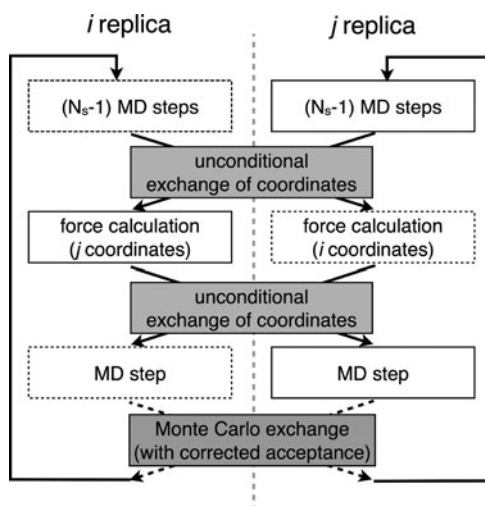 i replica
j replica
(Ns-1) MD steps
(Ns-1) MD steps
unconditional
exchange of coordinates
force calculation
(j coordinates)
force calculation
(i coordinates)
unconditional
exchange of coordinates
MD step
MD step
Monte Carlo exchange
(with corrected acceptance)